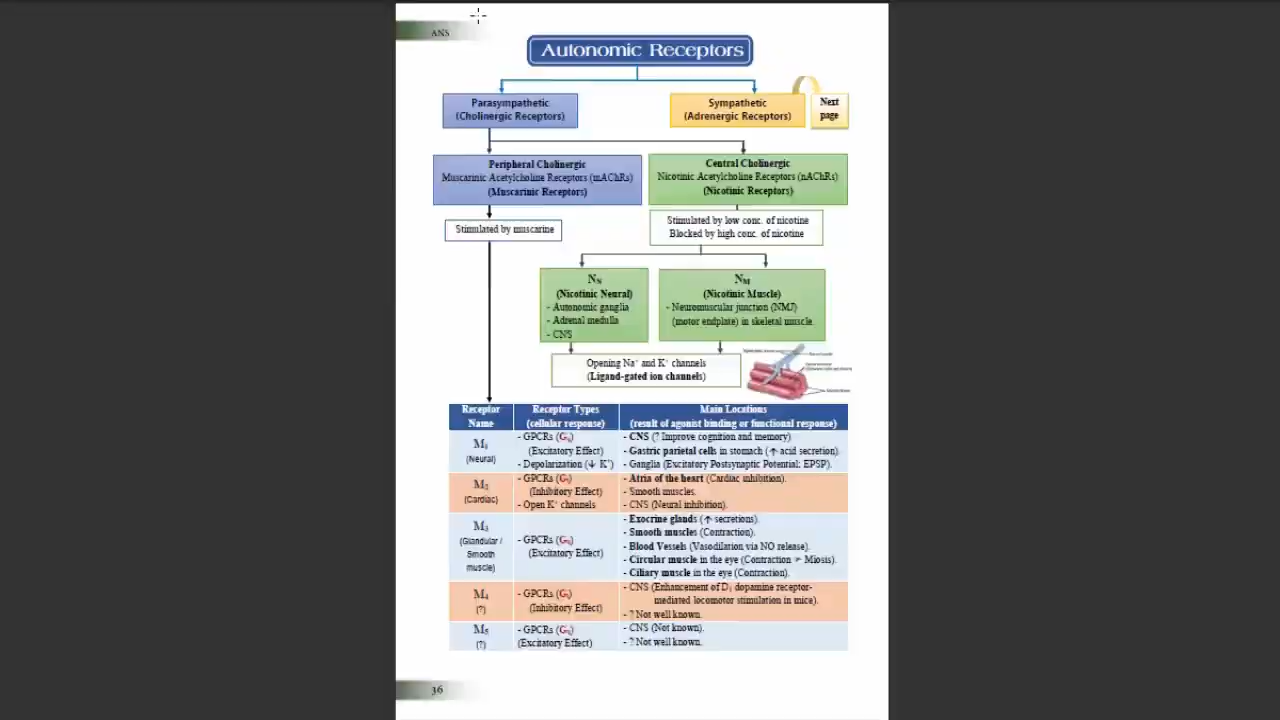 ANS
Autonomic Receptors
Parasympathetic
(Cholinergic Receptors)
Sympathetic
(Adrenergic Receptors)
Next
page
Peripheral Cholinergic
Muscarinic Acetylcholine Receptors (mAChRs)
(Muscarinic Receptors)
Central Cholinergic
Nicotinic Acetylcholine Receptors (nAChRs)
(Nicotinic Receptors)
Stimulated by muscarine
Stimulated by low conc. of nicotine
Blocked by high conc. of nicotine
NN
(Nicotinic Neural)
- Autonomic ganglia
- Adrenal medulla
- CNS
NM
(Nicotinic Muscle)
- Neuromuscular junction (NMJ)
(motor endplate) in skeletal muscle.
Opening Na⁺ and K⁺ channels
(Ligand-gated ion channels)
Receptor
Name
Receptor Types
(cellular response)
Main Locations
(result of agonist binding or functional response)
M₁
(Neural)
- GPCRs (Gq)
(Excitatory Effect)
- Depolarization (↓ K⁺)
- CNS (? Improve cognition and memory)
- Gastric parietal cells in stomach (↑ acid secretion).
- Ganglia (Excitatory Postsynaptic Potential; EPSP).
M₂
(Cardiac)
- GPCRs (Gi)
(Inhibitory Effect)
- Open K⁺ channels
- Atria of the heart (Cardiac inhibition).
- Smooth muscles.
- CNS (Neural inhibition).
M₃
(Glandular /
Smooth
muscle)
- GPCRs (Gq)
(Excitatory Effect)
- Exocrine glands (↑ secretions).
- Smooth muscles (Contraction).
- Blood Vessels (Vasodilation via NO release).
- Circular muscle in the eye (Contraction ➢ Miosis).
- Ciliary muscle in the eye (Contraction).
M₄
(?)
- GPCRs (Gi)
(Inhibitory Effect)
- CNS (Enhancement of D₁ dopamine receptor-
mediated locomotor stimulation in mice).
- ? Not well known.
M₅
(?)
- GPCRs (Gq)
(Excitatory Effect)
- CNS (Not known).
- ? Not well known.
36